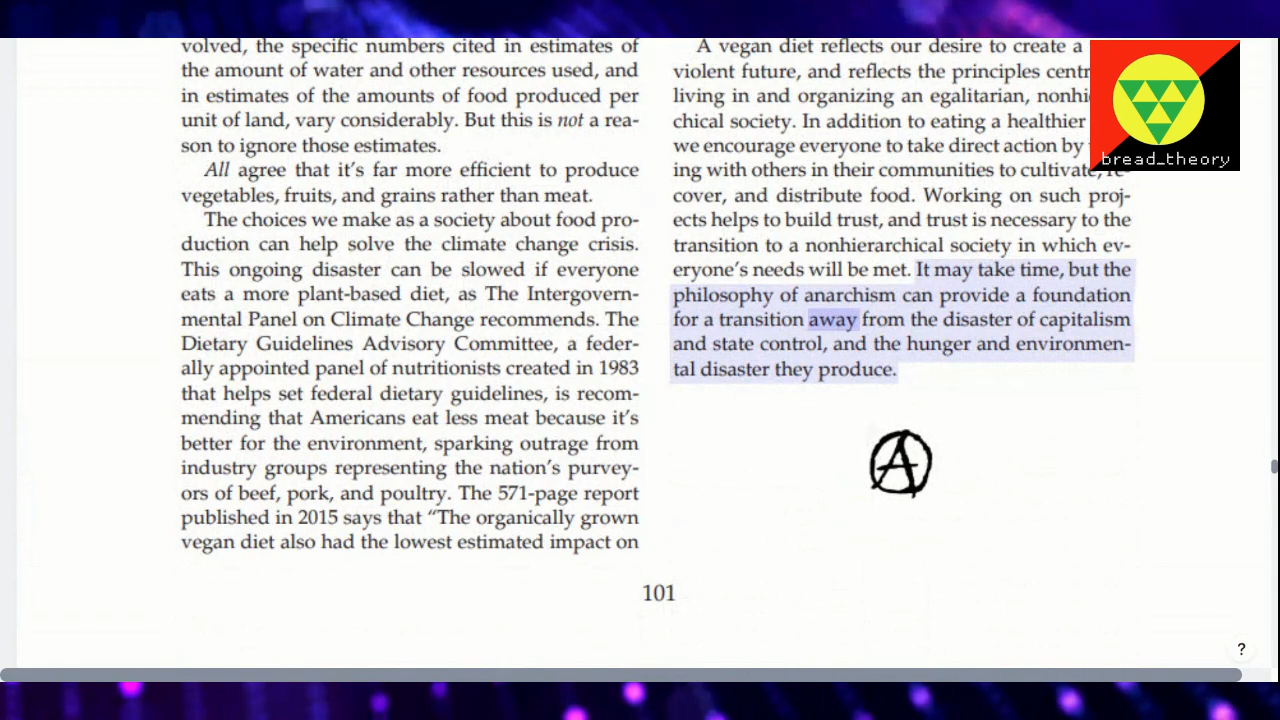 volved, the specific numbers cited in estimates of
the amount of water and other resources used, and
in estimates of the amounts of food produced per
unit of land, vary considerably. But this is not a rea-
son to ignore those estimates.
All agree that it's far more efficient to produce
vegetables, fruits, and grains rather than meat.
The choices we make as a society about food pro-
duction can help solve the climate change crisis.
This ongoing disaster can be slowed if everyone
eats a more plant-based diet, as The Intergovern-
mental Panel on Climate Change recommends. The
Dietary Guidelines Advisory Committee, a feder-
ally appointed panel of nutritionists created in 1983
that helps set federal dietary guidelines, is recom-
mending that Americans eat less meat because it's
better for the environment, sparking outrage from
industry groups representing the nation's purvey-
ors of beef, pork, and poultry. The 571-page report
published in 2015 says that “The organically grown
vegan diet also had the lowest estimated impact on
A vegan diet reflects our desire to create a
violent future, and reflects the principles
living in and organizing an egalitarian,
chical society. In addition to eating a healthier
we encourage everyone to take direct action by
ing with others in their communities to cultivate, re-
cover, and distribute food. Working on such proj-
ects helps to build trust, and trust is necessary to the
transition to a nonhierarchical society in which ev-
eryone's needs will be met. It may take time, but the
philosophy of anarchism can provide a foundation
for a transition away from the disaster of capitalism
and state control, and the hunger and environmen-
tal disaster they produce.
A
101
bread_theory
?